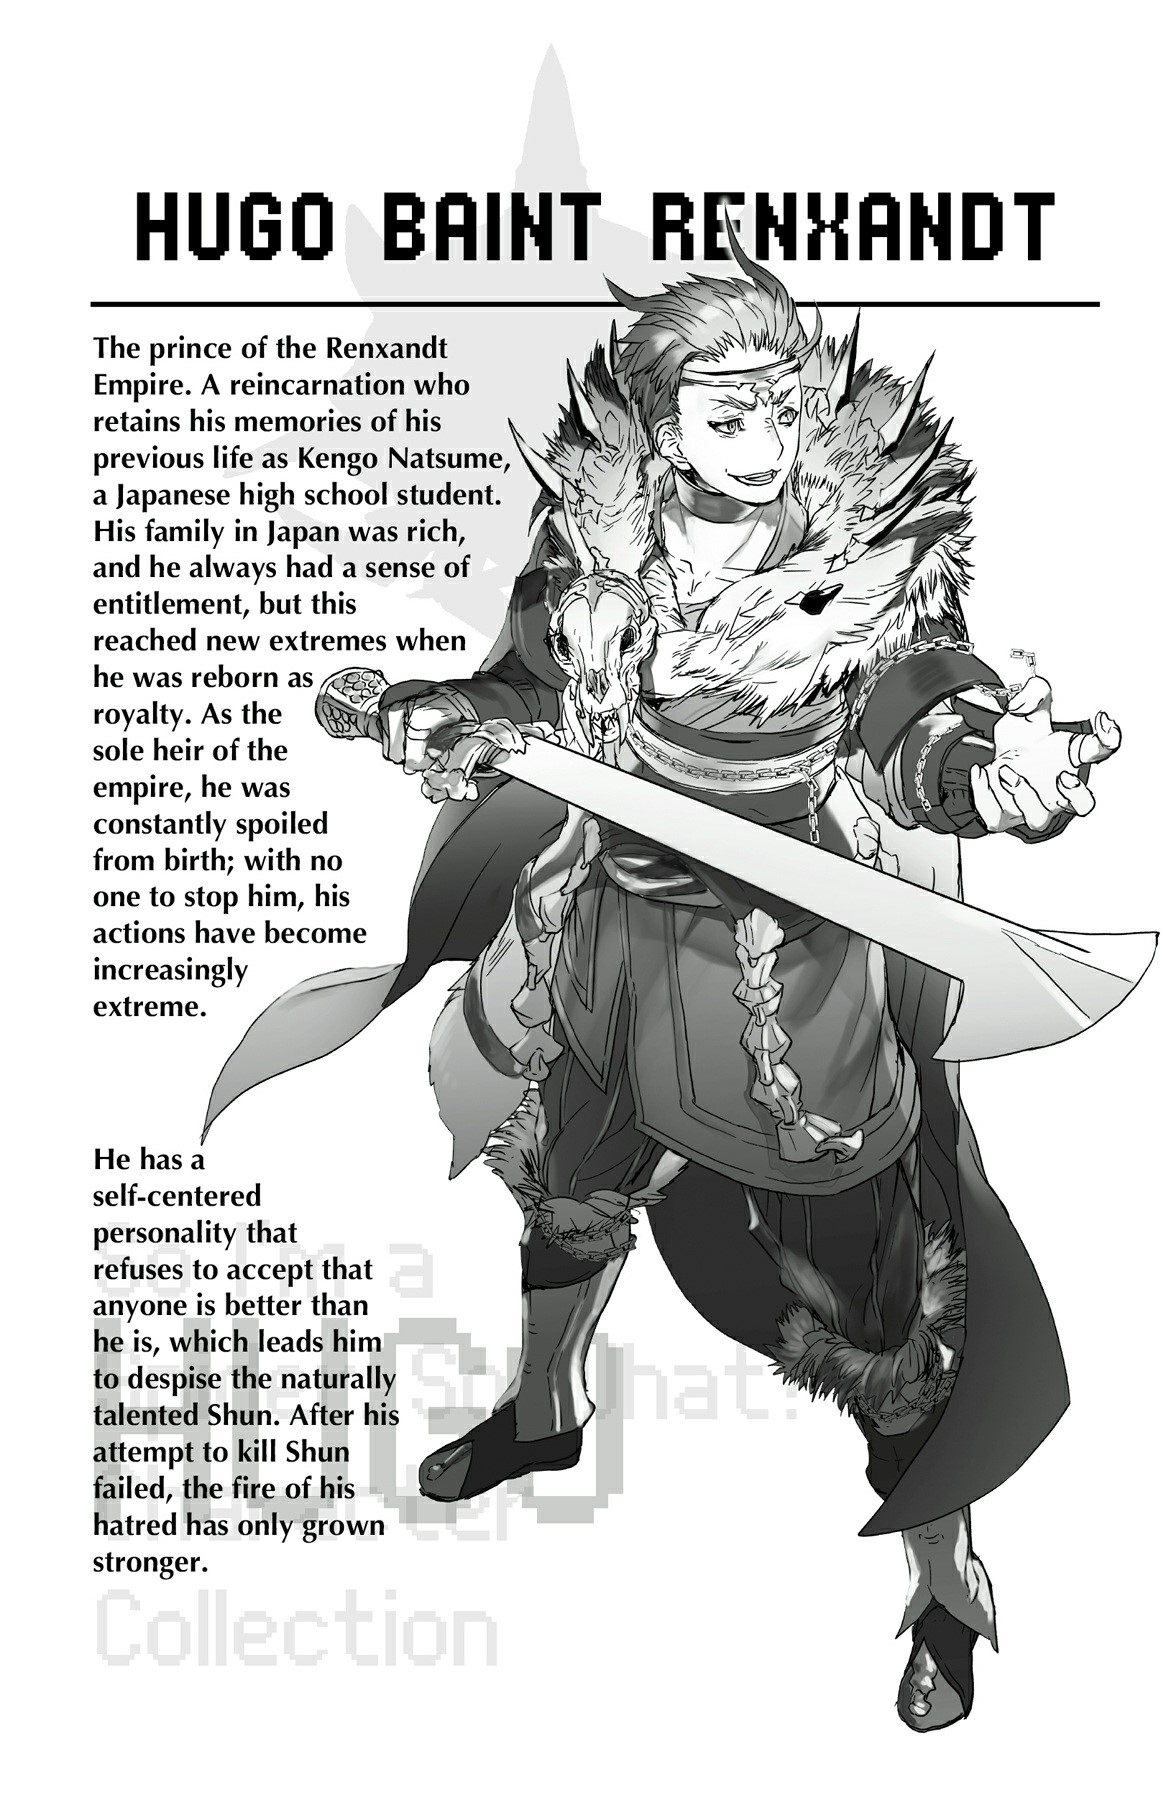 HUGO BAINT RENXANDT
The prince of the Renxandt
Empire. A reincarnation who
retains his memories of his
previous life as Kengo Natsume,
a Japanese high school student.
His family in Japan was rich,
and he always had a sense of
entitlement, but this
reached new extremes when
he was reborn as
royalty. As the
sole heir of the
empire, he was
constantly spoiled
from birth; with no
one to stop him, his
actions have become
increasingly
extreme.
He has a
self-centered
personality that
refuses to accept that
anyone is better than
he is, which leads him
to despise the naturally
talented Shun. After his
attempt to kill Shun
failed, the fire of his
hatred has only grown
stronger.
so I'm a
HUGO
Collection